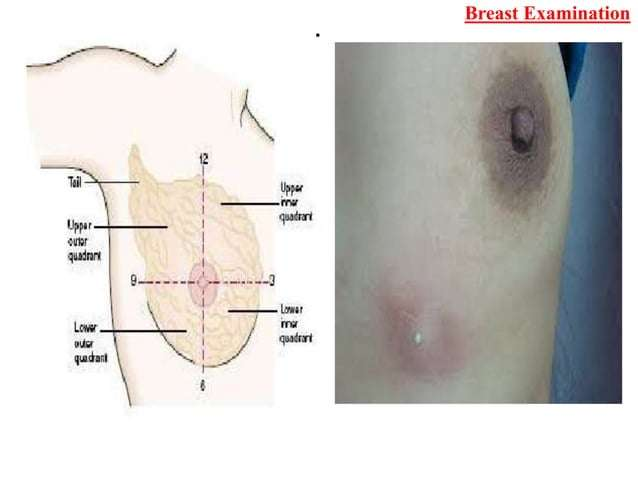 Breast Examination
12
Tail
Upper
inner
quadrant
Upper
outer
quadrant
9
3
Lower
outer
quadrant
Lower
inner
quadrant
6